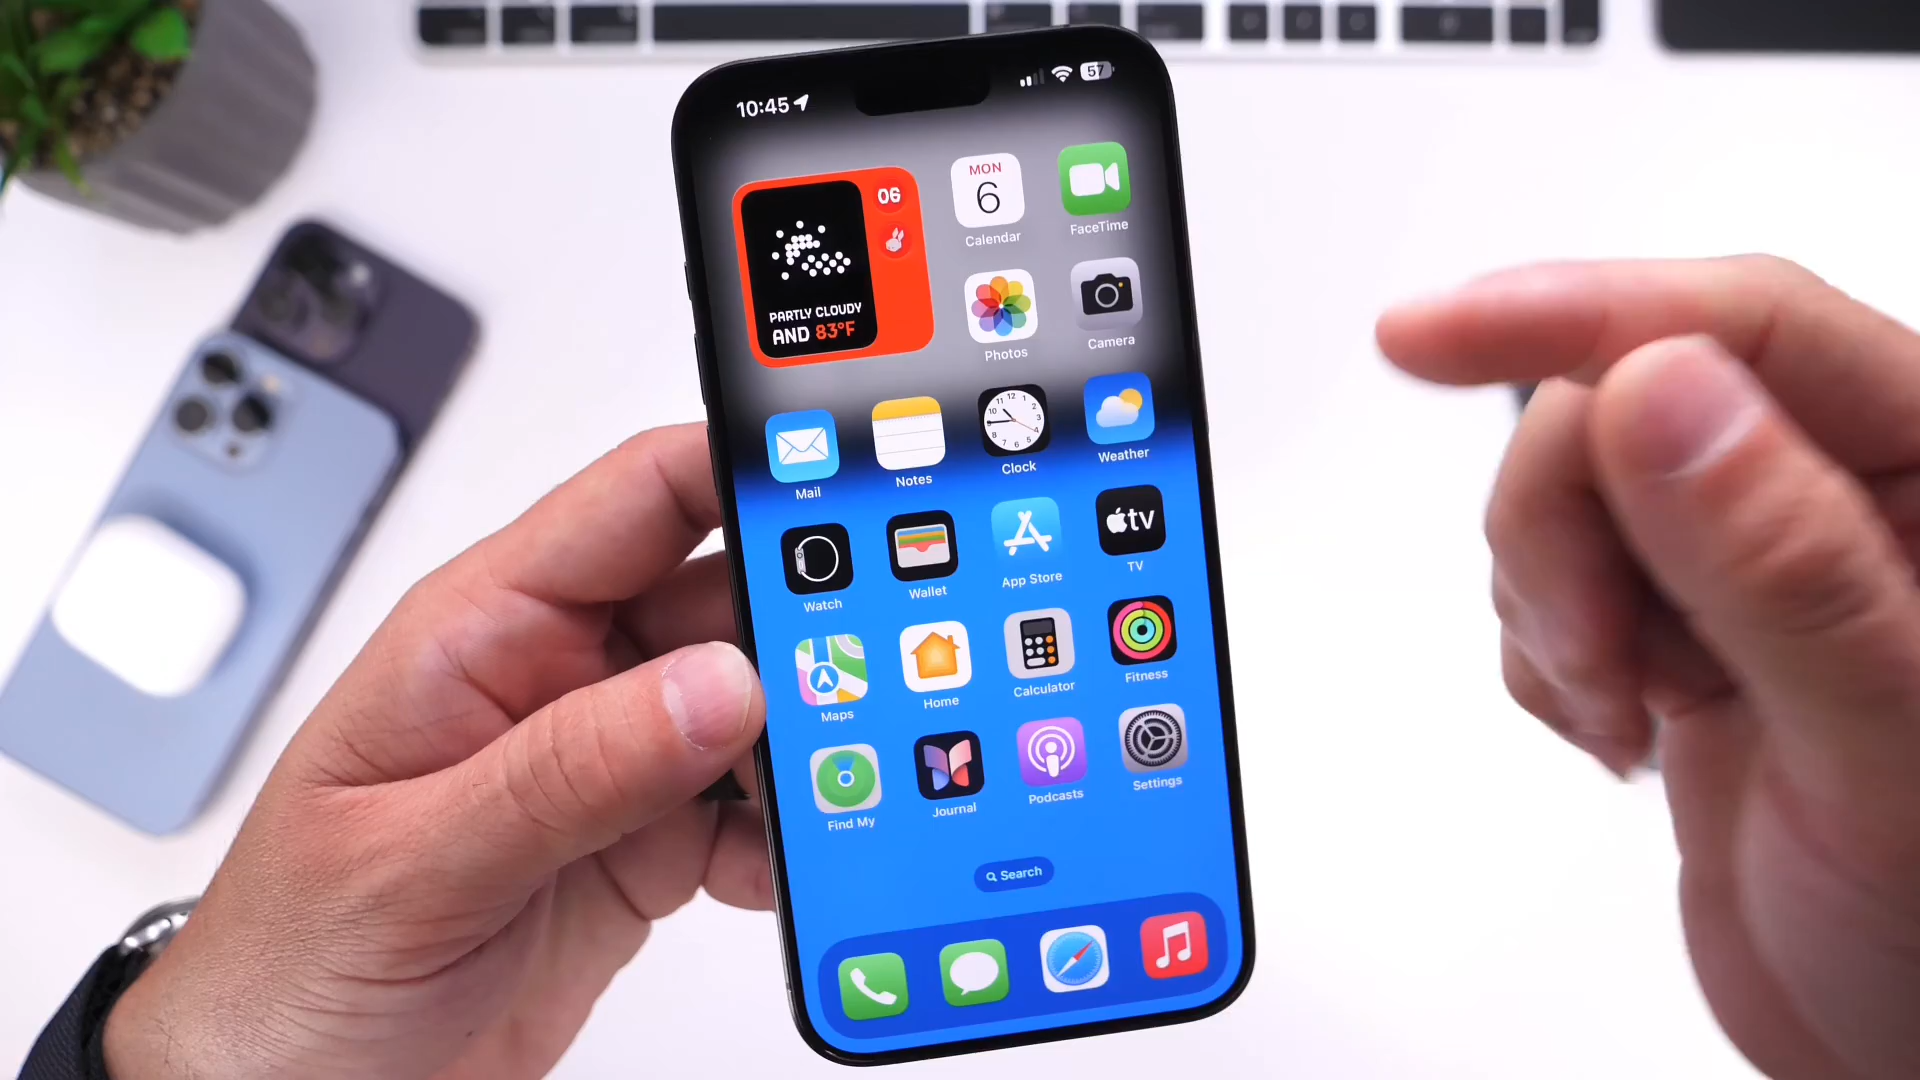 10:45
57
06
PARTLY CLOUDY
AND 83°F
MON
6
Calendar
FaceTime
Photos
Camera
Mail
Notes
Clock
Weather
Watch
Wallet
App Store
tv
TV
Maps
Home
Calculator
Fitness
Find My
Journal
Podcasts
Settings
Search